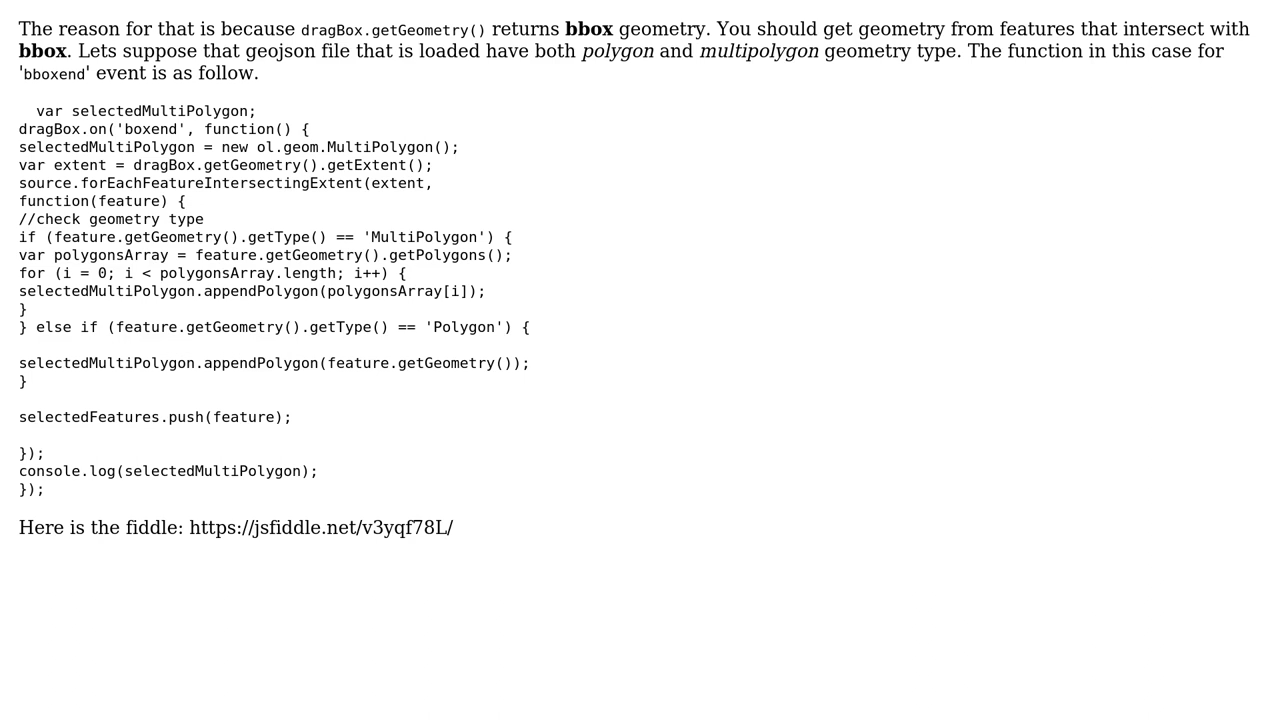 The reason for that is because dragBox.getGeometry() returns bbox geometry. You should get geometry from features that intersect with
bbox. Lets suppose that geojson file that is loaded have both polygon and multipolygon geometry type. The function in this case for
'bboxend' event is as follow.
var selectedMultiPolygon;
dragBox.on('boxend', function() {
selectedMultiPolygon = new ol.geom.MultiPolygon();
var extent = dragBox.getGeometry().getExtent();
source.forEachFeatureIntersectingExtent(extent,
function(feature) {
//check geometry type
if (feature.getGeometry().getType() == 'MultiPolygon') {
var polygonsArray = feature.getGeometry().getPolygons();
for (i = 0; i < polygonsArray.length; i++) {
selectedMultiPolygon.appendPolygon(polygonsArray[i]);
}
} else if (feature.getGeometry().getType() == 'Polygon') {
selectedMultiPolygon.appendPolygon(feature.getGeometry());
}
selectedFeatures.push(feature);
});
console.log(selectedMultiPolygon);
});
Here is the fiddle: https://jsfiddle.net/v3yqf78L/